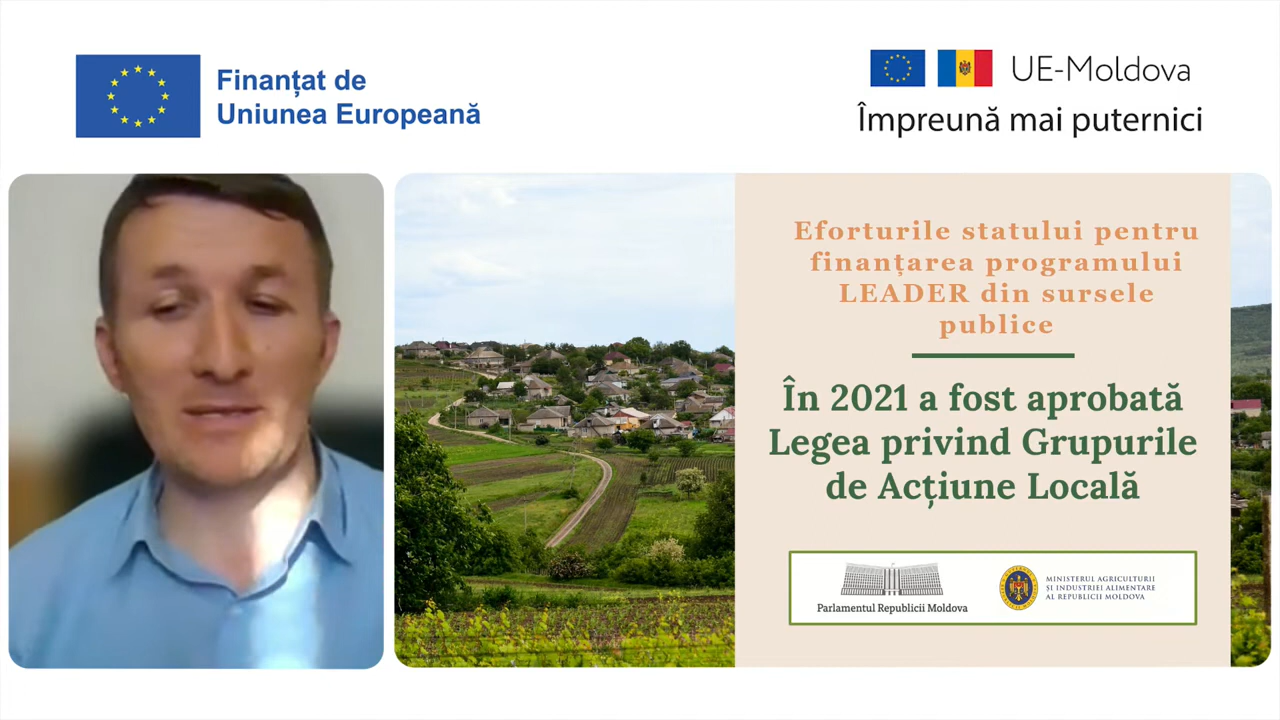 Finanțat de
Uniunea Europeană
UE-Moldova
Împreună mai puternici
Eforturile statului pentru
finanțarea programului
LEADER din sursele
publice
În 2021 a fost aprobată
Legea privind Grupurile
de Acțiune Locală
Parlamentul Republicii Moldova
MINISTERUL AGRICULTURII
ȘI INDUSTRIEI ALIMENTARE
AL REPUBLICII MOLDOVA